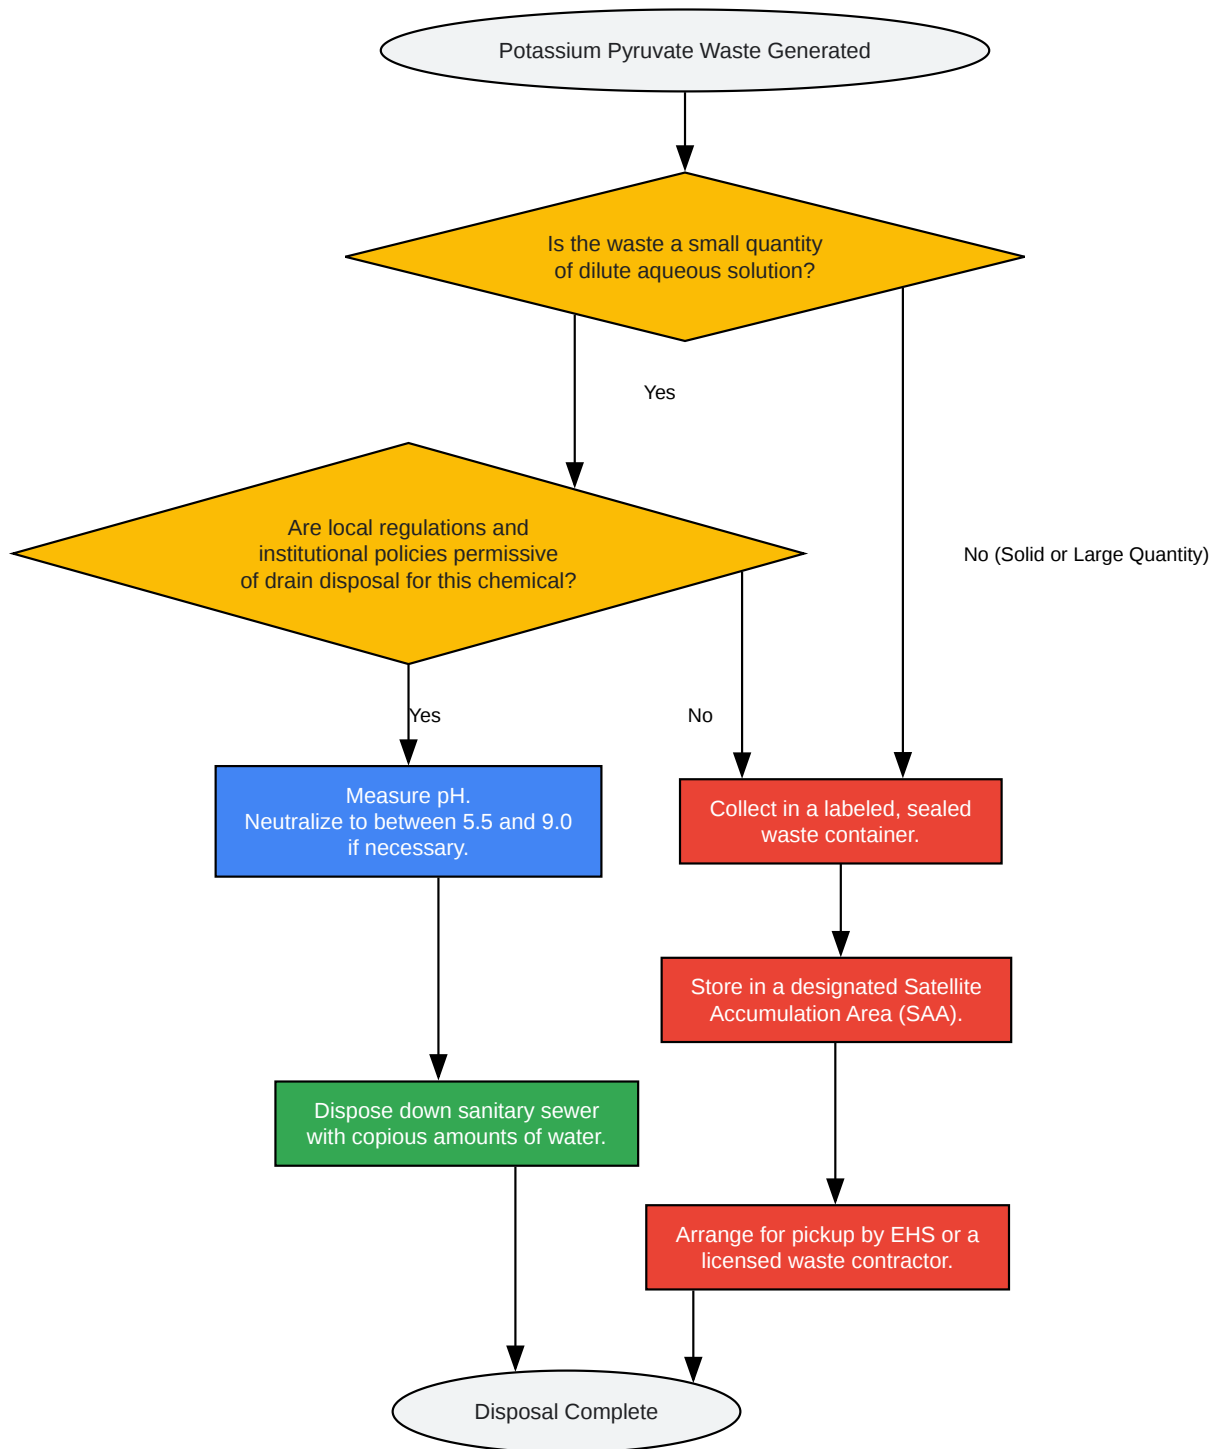 Potassium Pyruvate Waste Generated
Is the waste a small quantity
of dilute aqueous solution?
Yes
Are local regulations and
institutional policies permissive
of drain disposal for this chemical?
No (Solid or Large Quantity)
Yes
No
Measure pH.
Neutralize to between 5.5 and 9.0
if necessary.
Collect in a labeled, sealed
waste container.
Store in a designated Satellite
Accumulation Area (SAA).
Dispose down sanitary sewer
with copious amounts of water.
Arrange for pickup by EHS or a
licensed waste contractor.
Disposal Complete